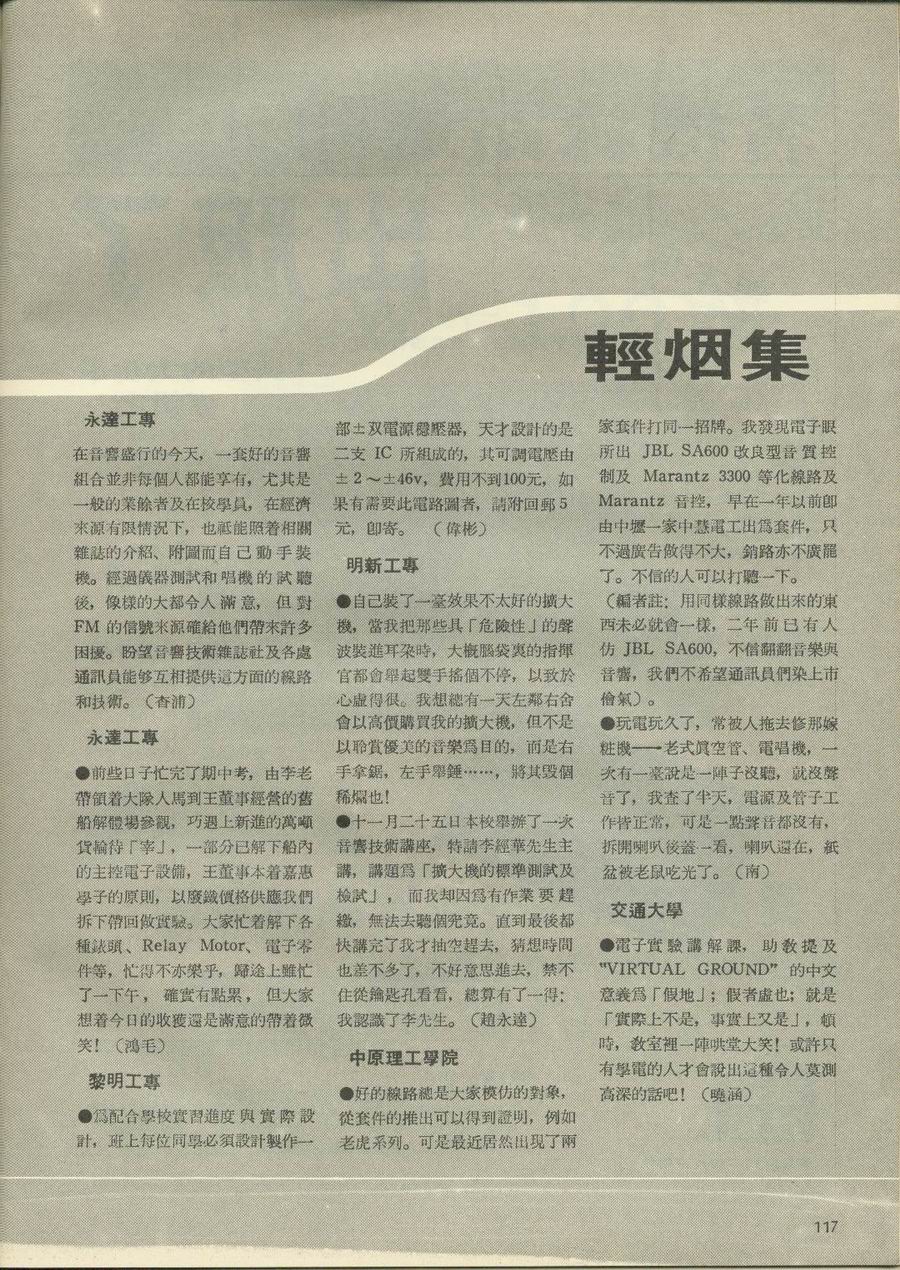 輕烟集
永達工專
在音響盛行的今天，一套好的音響
組合並非每個人都能享有，尤其是
一般的業餘者及在校學員，在經濟
來源有限情況下，也祗能照着相關
雜誌的介紹、附圖而自己動手裝
機。經過儀器測試和唱機的試聽
後，像樣的大都令人滿意，但對
FM 的信號來源確給他們帶來許多
困擾。盼望音響技術雜誌社及各處
通訊員能够互相提供這方面的線路
和技術。（杳浦）
永達工專
●前些日子忙完了期中考，由李老
帶領着大隊人馬到王董事經營的舊
船解體場參觀，巧遇上新進的萬噸
貨輪待「宰」，一部分已解下船內
的主控電子設備，王董事本着嘉惠
學子的原則，以廢鐵價格供應我們
拆下帶回做實驗。大家忙着解下各
種錶頭、Relay Motor、電子零
件等，忙得不亦樂乎，歸途上雖忙
了一下午，確實有點累，但大家
想着今日的收獲還是滿意的帶着微
笑！（鴻毛）
黎明工專
●爲配合學校實習進度與實際設
計，班上每位同學必須設計製作一
部±双電源穩壓器，天才設計的是
二支 IC 所組成的，其可調電壓由
±2～±46v，費用不到100元，如
果有需要此電路圖者，請附回郵5
元，卽寄。（偉彬）
明新工專
●自己裝了一臺效果不太好的擴大
機，當我把那些具「危險性」的聲
波裝進耳朶時，大概腦袋裏的指揮
官都會舉起雙手搖個不停，以致於
心虛得很。我想總有一天左鄰右舍
會以高價購買我的擴大機，但不是
以聆賞優美的音樂爲目的，而是右
手拿鋸，左手舉錘……，將其毀個
稀爛也！
●十一月二十五日本校舉辦了一次
音響技術講座，特請李經華先生主
講，講題爲「擴大機的標準測試及
檢試」，而我却因爲有作業要趕
繳，無法去聽個究竟。直到最後都
快講完了我才抽空趕去，猜想時間
也差不多了，不好意思進去，禁不
住從鑰匙孔看看，總算有了一得：
我認識了李先生。（趙永達）
中原理工學院
●好的線路總是大家模仿的對象，
從套件的推出可以得到證明，例如
老虎系列。可是最近居然出現了兩
家套件打同一招牌。我發現電子眼
所出 JBL SA600 改良型音質控
制及 Marantz 3300 等化線路及
Marantz 音控，早在一年以前卽
由中壢一家中慧電工出爲套件，只
不過廣告做得不大，銷路亦不廣罷
了。不信的人可以打聽一下。
（編者註：用同樣線路做出來的東
西未必就會一樣，二年前已有人
仿 JBL SA600，不信翻翻音樂與
音響，我們不希望通訊員們染上市
儈氣）。
●玩電玩久了，常被人拖去修那嫁
粧機——老式眞空管、電唱機，一
次有一臺說是一陣子沒聽，就沒聲
音了，我查了半天，電源及管子工
作皆正常，可是一點聲音都沒有，
拆開喇叭後蓋一看，喇叭還在，紙
盆被老鼠吃光了。（南）
交通大學
●電子實驗講解課，助敎提及
“VIRTUAL GROUND” 的中文
意義爲「假地」；假者虛也；就是
「實際上不是，事實上又是」，頓
時，敎室裡一陣哄堂大笑！或許只
有學電的人才會說出這種令人莫測
高深的話吧！（曉涵）
117